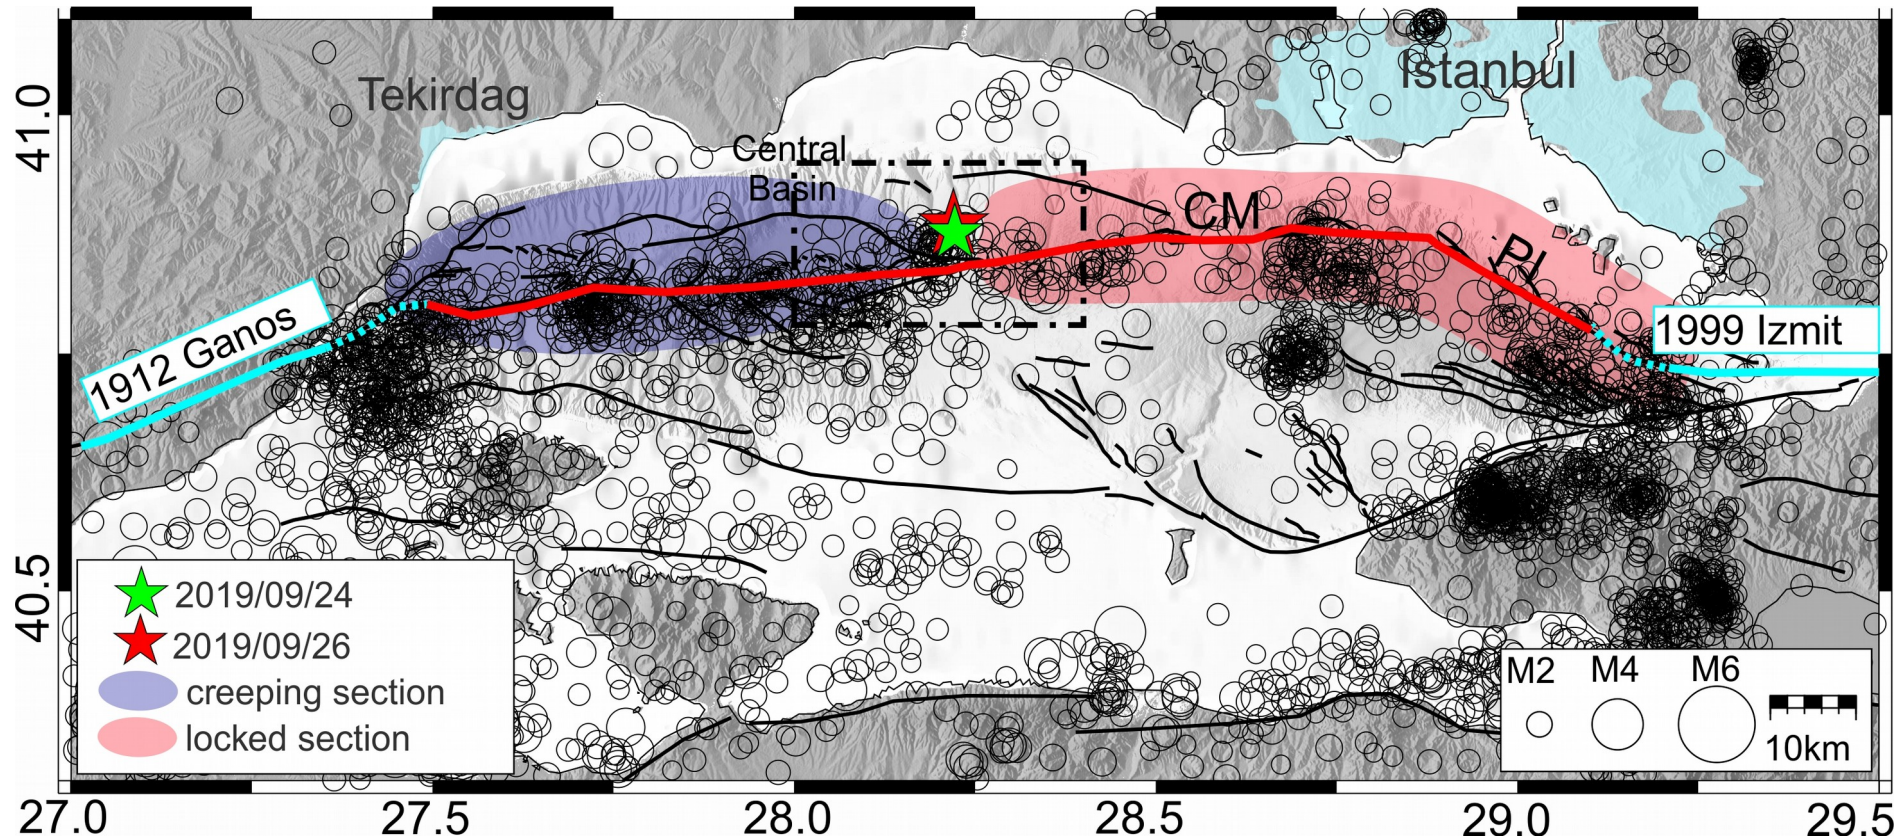 Tekirdag
Istanbul
41.0
Central
Basin
CM
PI
1912 Ganos
1999 Izmit
40.5
2019/09/24
2019/09/26
creeping section
locked section
M2 M4 M6
10km
27.0 27.5 28.0 28.5 29.0 29.5